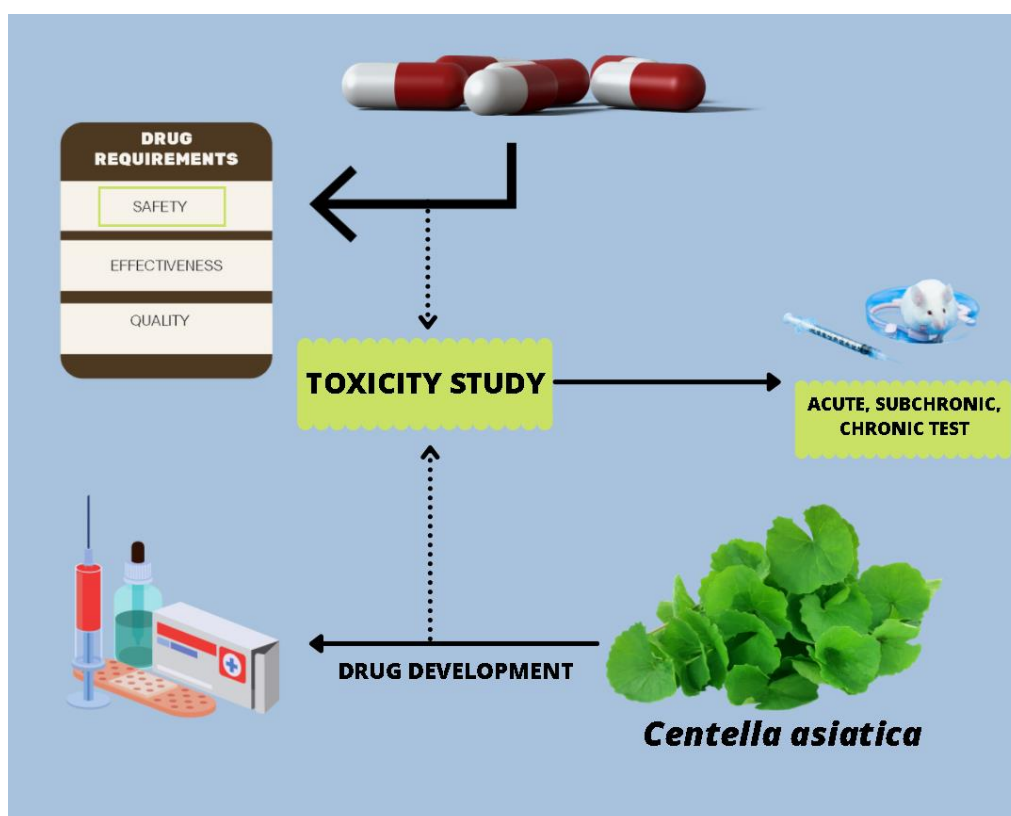 DRUG
REQUIREMENTS
SAFETY
EFFECTIVENESS
QUALITY
TOXICITY STUDY
ACUTE, SUBCHRONIC,
CHRONIC TEST
DRUG DEVELOPMENT
Centella asiatica